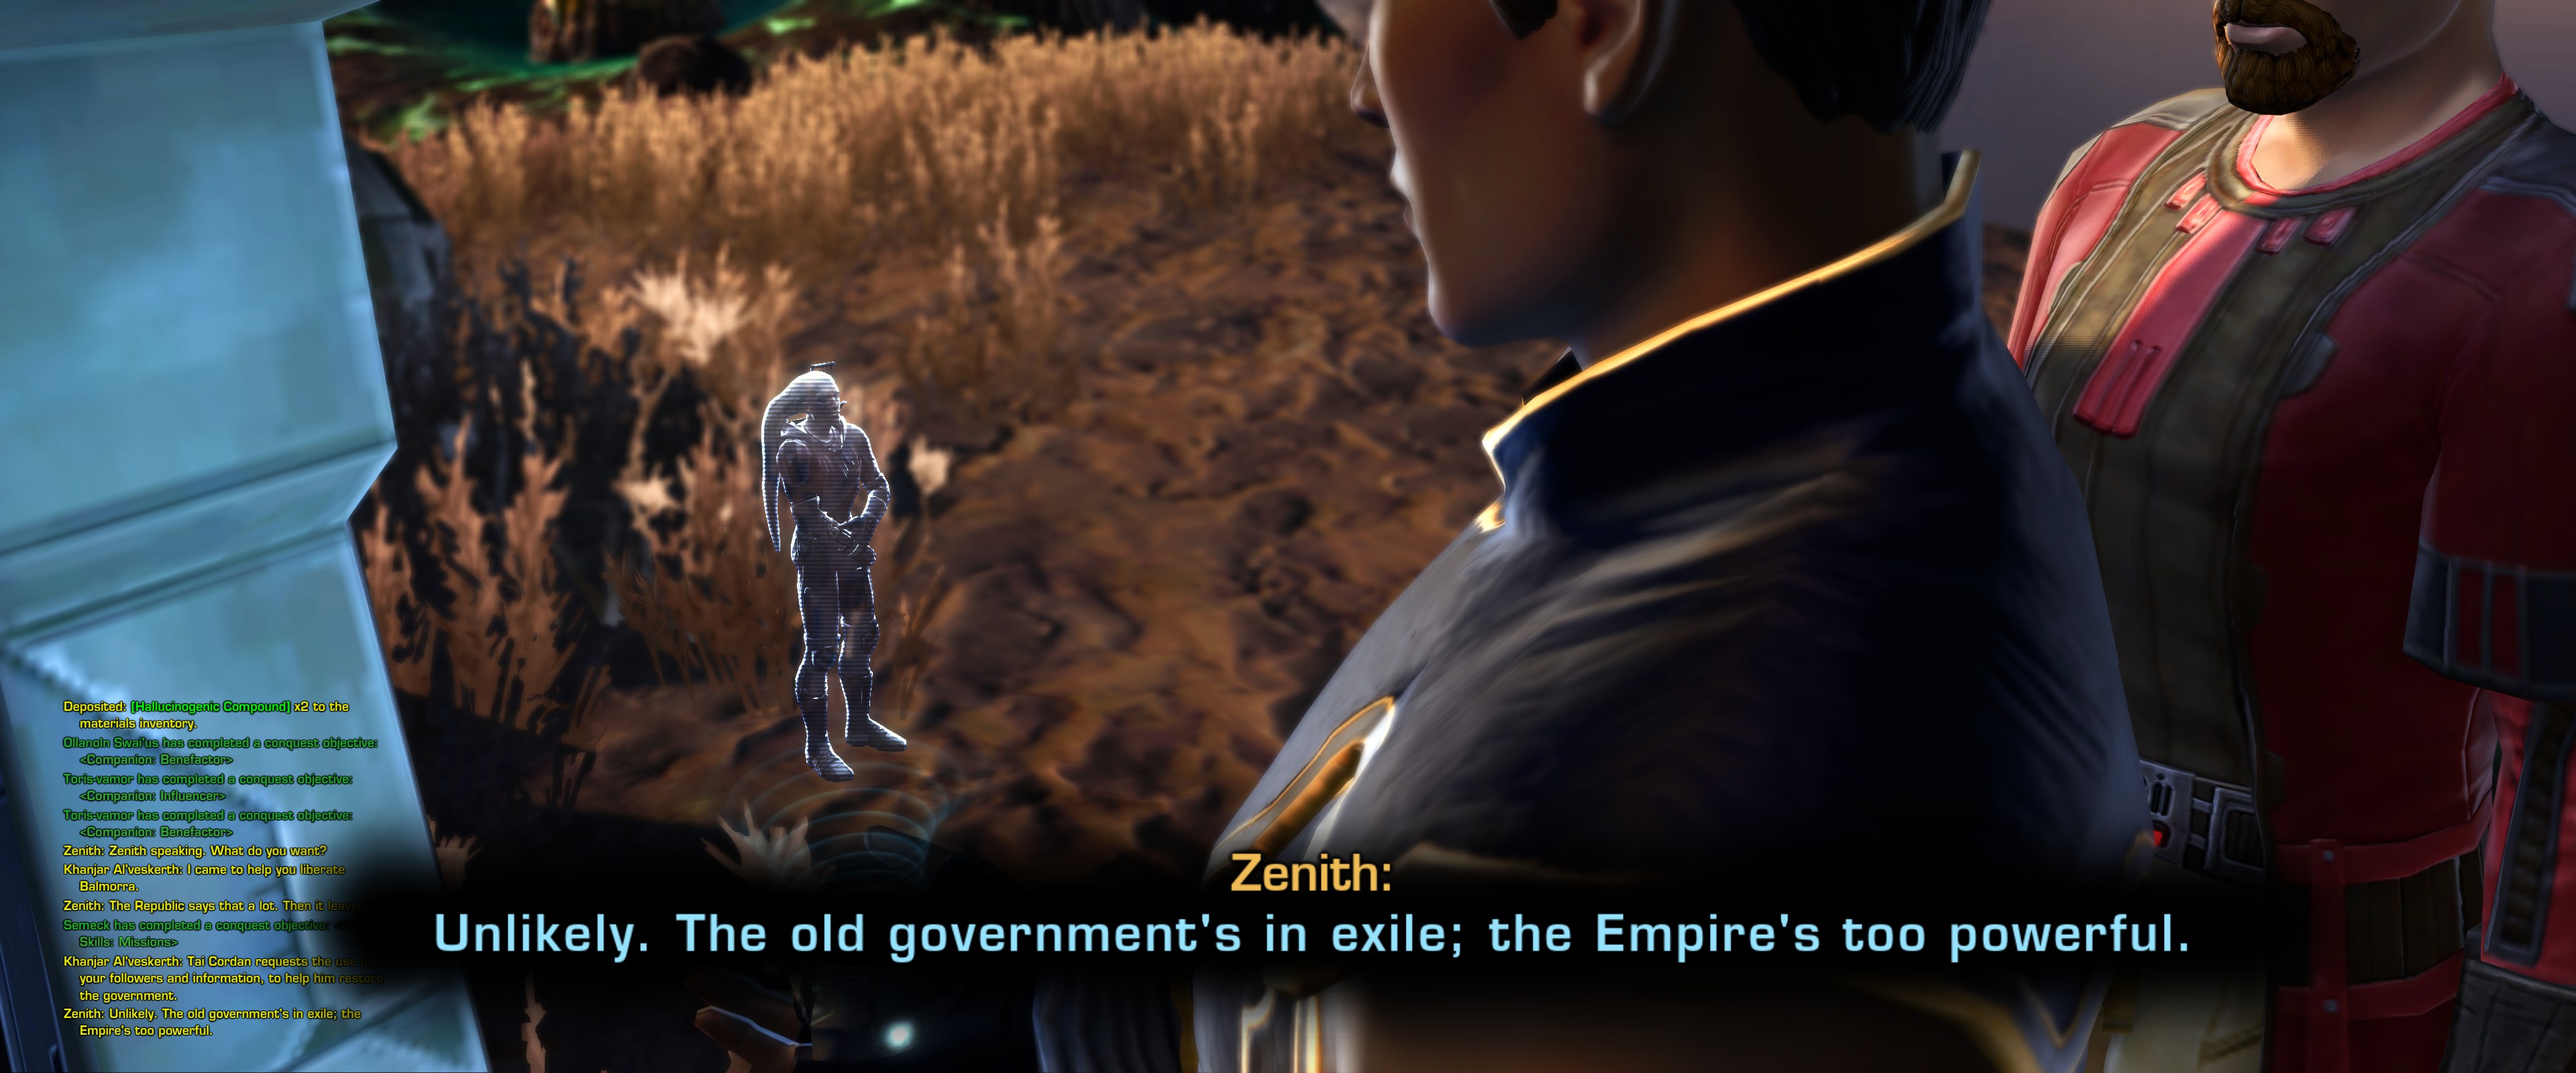 Deposited: [Hallucinogenic Compound] x2 to the
materials inventory.
Ollanoin Swai'us has completed a conquest objective:
<Companion: Benefactor>
Toris-vamor has completed a conquest objective:
<Companion: Influencer>
Toris-vamor has completed a conquest objective:
<Companion: Benefactor>
Zenith: Zenith speaking. What do you want?
Khanjar Al'veskerth: I came to help you liberate
Balmorra.
Zenith: The Republic says that a lot. Then it
Semeck has completed a conquest objective:
Skills: Missions>
Khanjar Al'veskerth: Tai Cordan requests the use
your followers and information, to help him restore
the government.
Zenith: Unlikely. The old government's in exile; the
Empire's too powerful.
Zenith:
Unlikely. The old government's in exile; the Empire's too powerful.